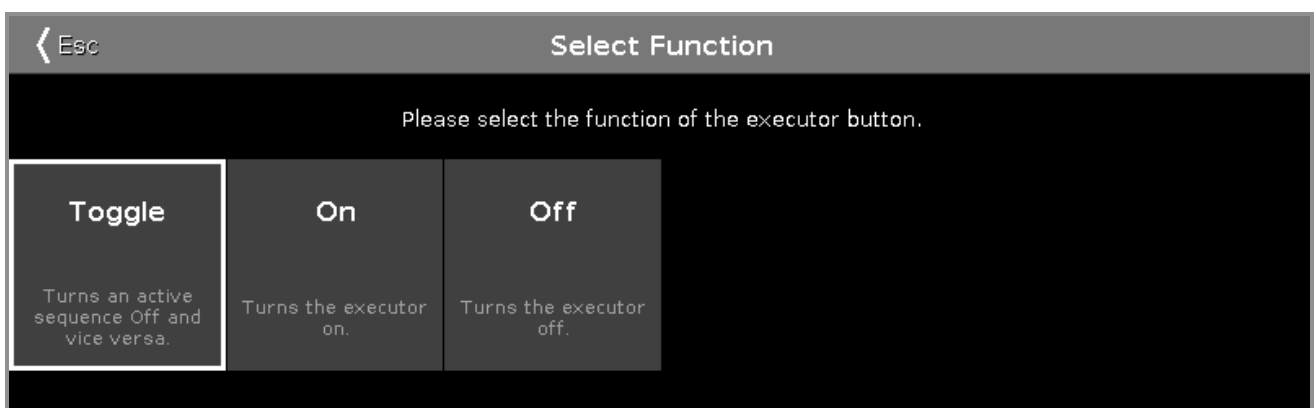 Esc
Select Function
Please select the function of the executor button.
Toggle
Turns an active
sequence Off and
vice versa.
On
Turns the executor
on.
Off
Turns the executor
off.